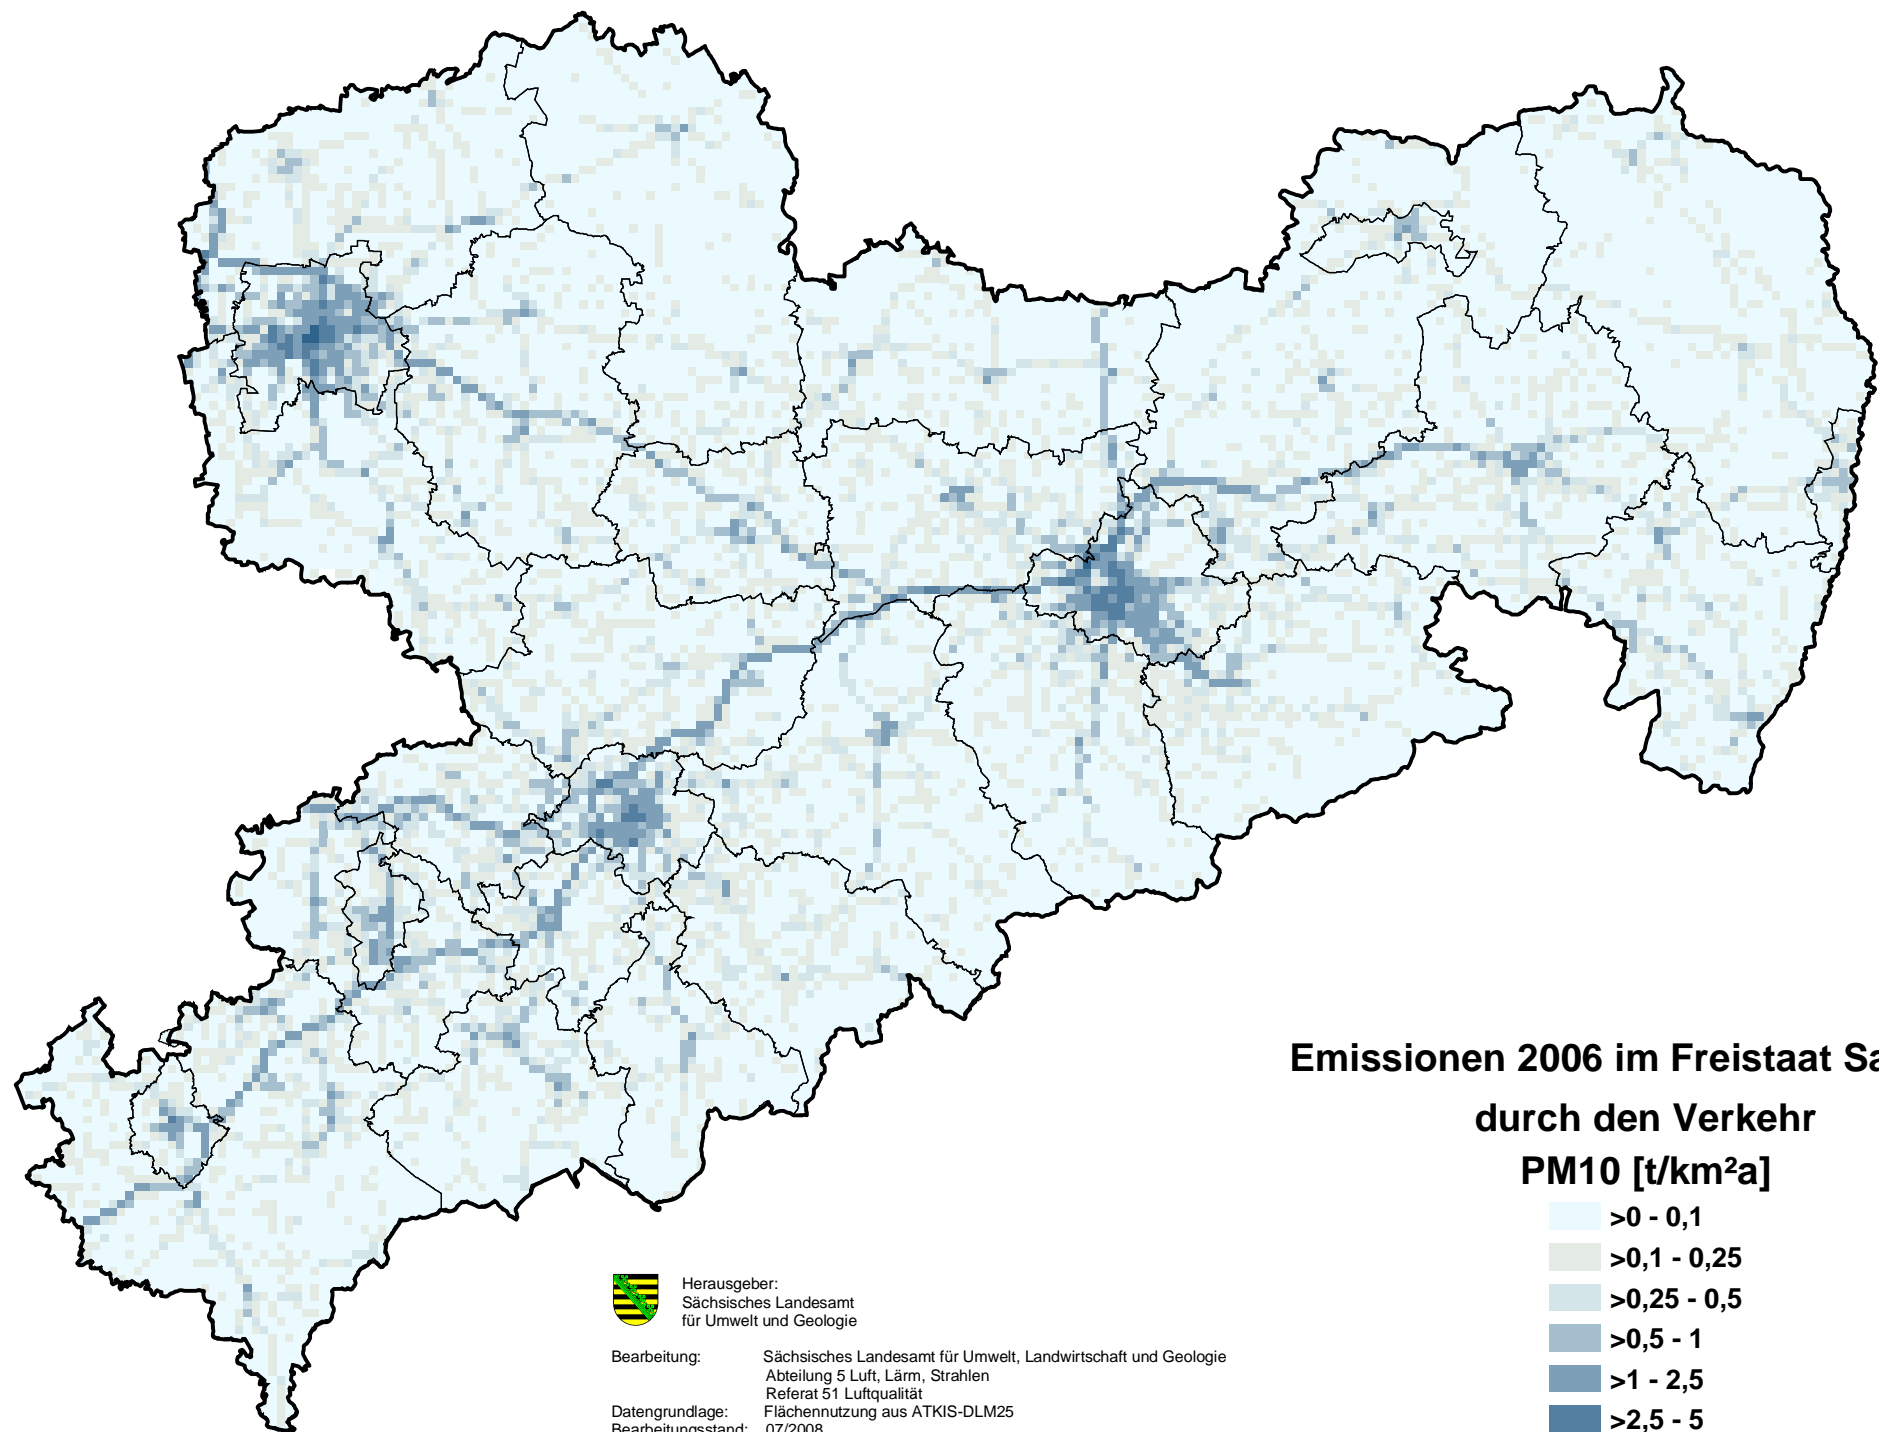 Emissionen 2006 im Freistaat Sa
durch den Verkehr
PM10 [t/km²a]
>0 - 0,1
>0,1 - 0,25
>0,25 - 0,5
>0,5 - 1
>1 - 2,5
>2,5 - 5
Herausgeber:
Sächsisches Landesamt
für Umwelt und Geologie
Bearbeitung: Sächsisches Landesamt für Umwelt, Landwirtschaft und Geologie
Abteilung 5 Luft, Lärm, Strahlen
Referat 51 Luftqualität
Datengrundlage: Flächennutzung aus ATKIS-DLM25
Bearbeitungsstand: 07/2008